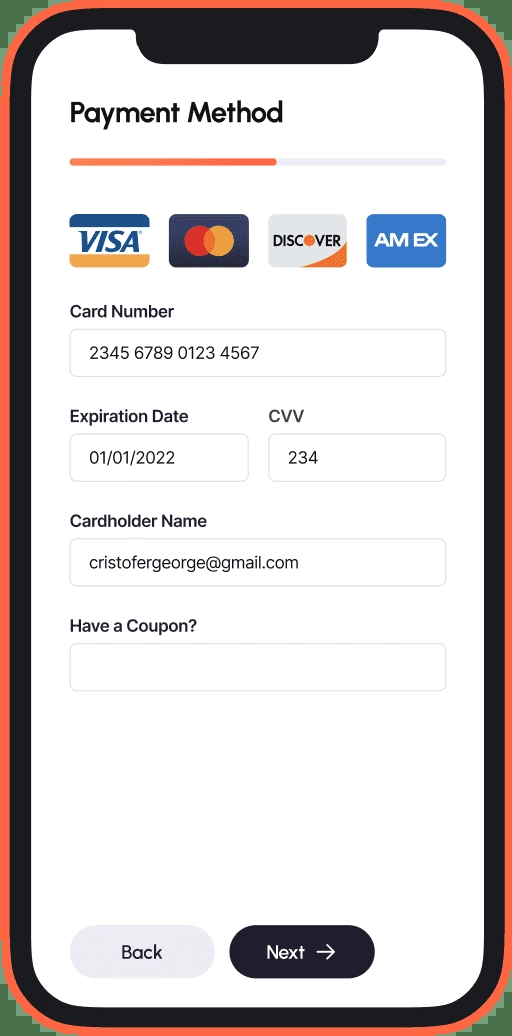 Payment Method
VISA DISCOVER AM EX
Card Number
2345 6789 0123 4567
Expiration Date CVV
01/01/2022 234
Cardholder Name
cristofergeorge@gmail.com
Have a Coupon?
Back Next →